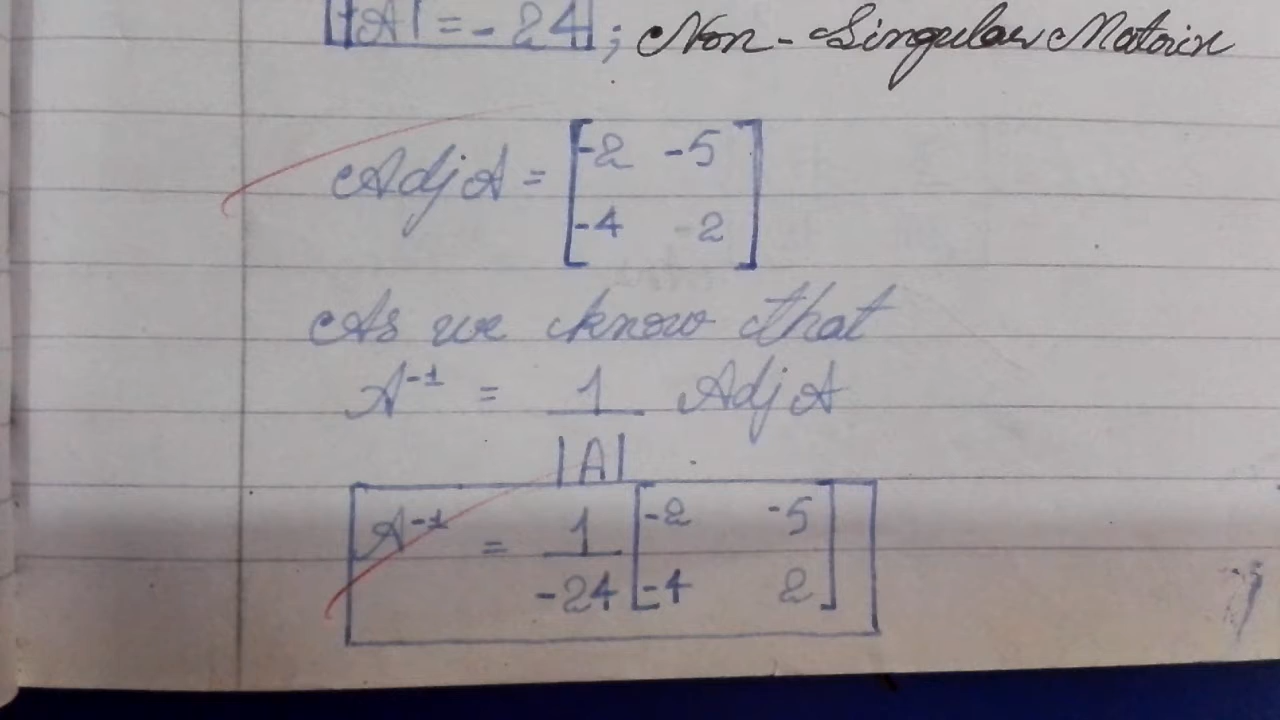 |A| = -24 ; Non-Singular Matrix
Adj A = [-2 -5
-4 -2]
As we know that
A⁻¹ = 1 Adj A
|A|
A⁻¹ = 1 [-2 -5
-24 -4 2]